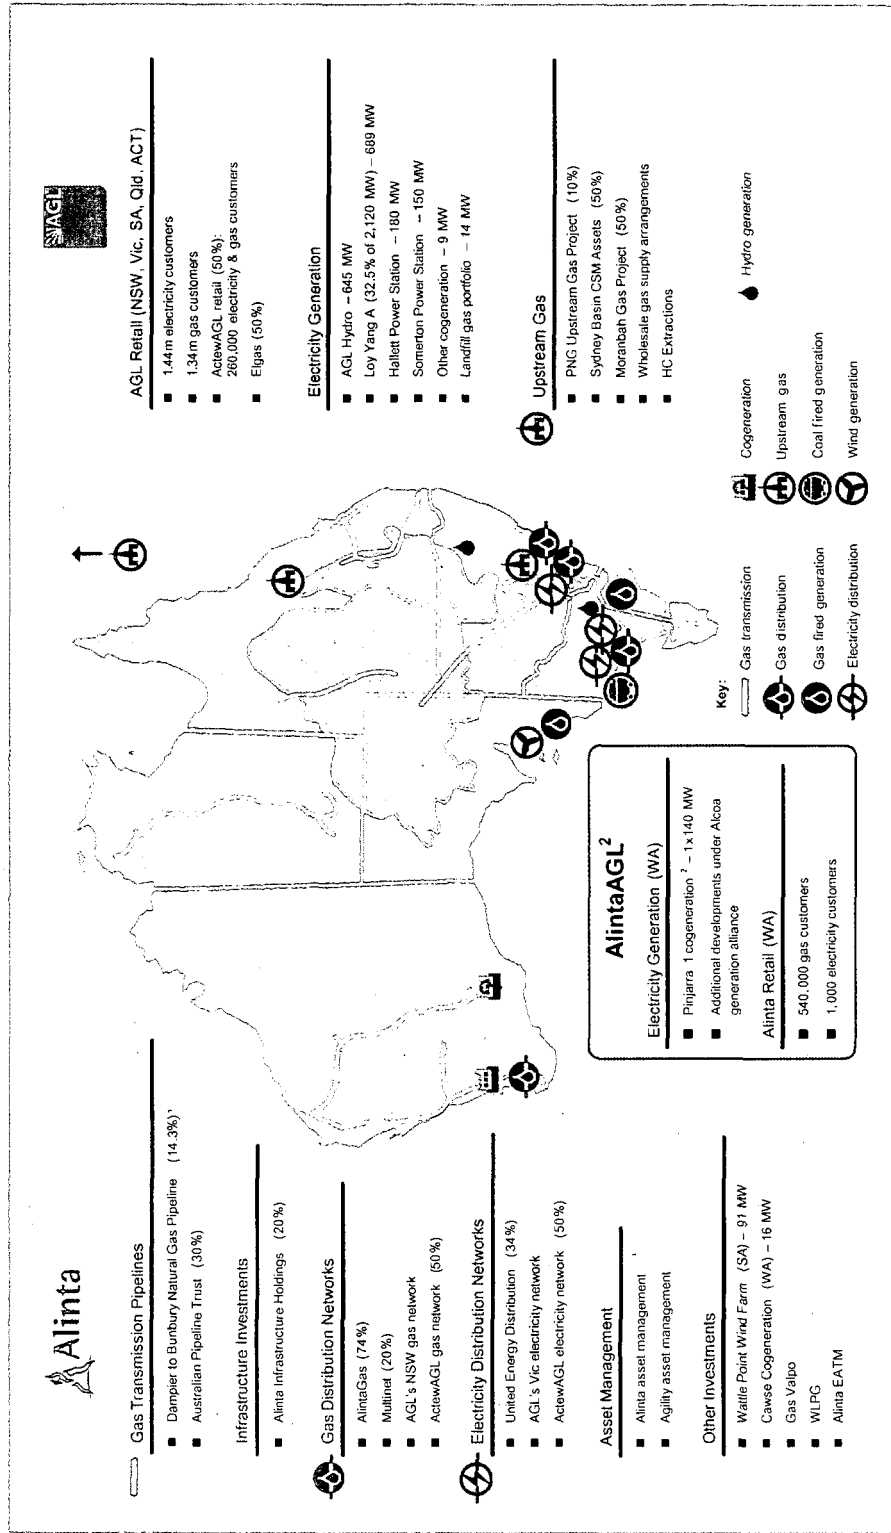 Alinta
Gas Transmission Pipelines
■ Dampier to Bunbury Natural Gas Pipeline (14.3%)¹
■ Australian Pipeline Trust (30%)
Infrastructure Investments
■ Alinta Infrastructure Holdings (20%)
Gas Distribution Networks
■ AlintaGas (74%)
■ Multinet (20%)
■ AGL's NSW gas network
■ ActewAGL gas network (50%)
Electricity Distribution Networks
■ United Energy Distribution (34%)
■ AGL's Vic electricity network
■ ActewAGL electricity network (50%)
Asset Management
■ Alinta asset management
■ Agility asset management
Other Investments
■ Wattle Point Wind Farm (SA) – 91 MW
■ Cawse Cogeneration (WA) – 16 MW
■ Gas Valpo
■ WLPG
■ Alinta EATM
AlintaAGL²
Electricity Generation (WA)
■ Pinjarra 1 cogeneration ² – 1x140 MW
■ Additional developments under Alcoa
generation alliance
Alinta Retail (WA)
■ 540,000 gas customers
■ 1,000 electricity customers
AGL
AGL Retail (NSW, Vic, SA, Qld, ACT)
■ 1.44m electricity customers
■ 1.34m gas customers
■ ActewAGL retail (50%):
260,000 electricity & gas customers
■ Elgas (50%)
Electricity Generation
■ AGL Hydro – 645 MW
■ Loy Yang A (32.5% of 2,120 MW) – 689 MW
■ Hallett Power Station – 180 MW
■ Somerton Power Station – 150 MW
■ Other cogeneration – 9 MW
■ Landfill gas portfolio – 14 MW
Upstream Gas
■ PNG Upstream Gas Project (10%)
■ Sydney Basin CSM Assets (50%)
■ Moranbah Gas Project (50%)
■ Wholesale gas supply arrangements
■ HC Extractions
Key:
Gas transmission
Gas distribution
Gas fired generation
Electricity distribution
Cogeneration
Upstream gas
Coal fired generation
Wind generation
Hydro generation